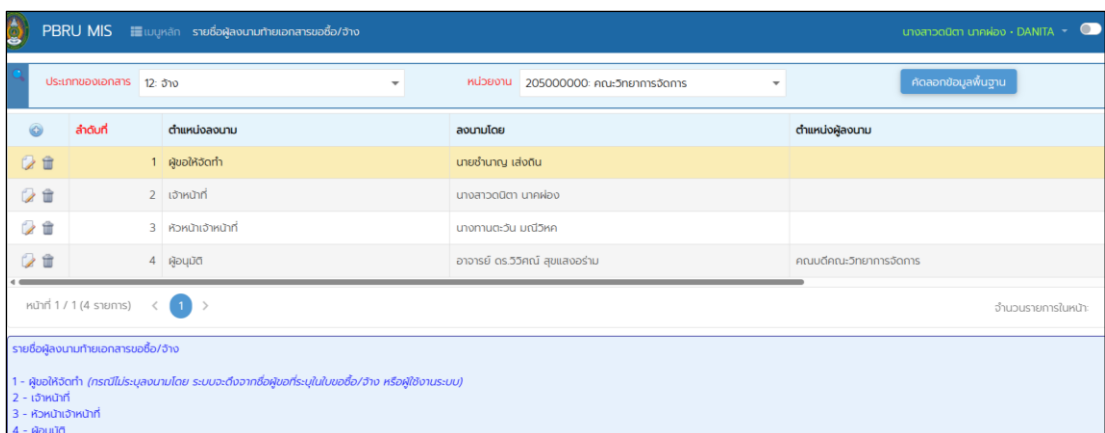 PBRU MIS เมนูหลัก รายชื่อผู้ลงนามท้ายเอกสารขอซื้อ/จ้าง นางสาวดนิตา นาคผ่อง - DANITA
ประเภทของเอกสาร 12: จ้าง หน่วยงาน 205000000: คณะวิทยาการจัดการ คัดลอกข้อมูลพื้นฐาน
ลำดับที่ ตำแหน่งลงนาม ลงนามโดย ตำแหน่งผู้ลงนาม
1 ผู้ขอให้จัดทำ นายชำนาญ เส่งถิน
2 เจ้าหน้าที่ นางสาวดนิตา นาคผ่อง
3 หัวหน้าเจ้าหน้าที่ นางทานตะวัน มณีวิหค
4 ผู้อนุมัติ อาจารย์ ดร.วิวิศณ์ สุขแสงอร่าม คณบดีคณะวิทยาการจัดการ
หน้าที่ 1 / 1 (4 รายการ) < 1 > จำนวนรายการในหน้า:
รายชื่อผู้ลงนามท้ายเอกสารขอซื้อ/จ้าง
1 - ผู้ขอให้จัดทำ (กรณีไม่ระบุลงนามโดย ระบบจะดึงจากชื่อผู้ขอที่ระบุในใบขอซื้อ/จ้าง หรือผู้ใช้งานระบบ)
2 - เจ้าหน้าที่
3 - หัวหน้าเจ้าหน้าที่
4 - ผู้อนุมัติ